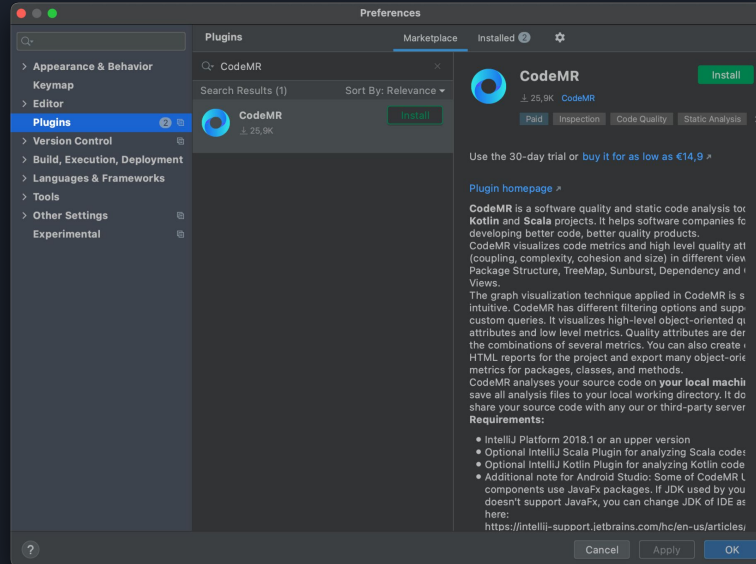 Preferences
Appearance & Behavior
Keymap
Editor
Plugins 2
Version Control
Build, Execution, Deployment
Languages & Frameworks
Tools
Other Settings
Experimental
Plugins
Marketplace
Installed 2
CodeMR
Search Results (1) Sort By: Relevance
CodeMR
25,9K
Install
CodeMR
Install
25,9K CodeMR
Paid Inspection Code Quality Static Analysis
Use the 30-day trial or buy it for as low as €14,9
Plugin homepage
CodeMR is a software quality and static code analysis
Kotlin and Scala projects. It helps software companies
developing better code, better quality products.
CodeMR visualizes code metrics and high level quality
(coupling, complexity, cohesion and size) in different
Package Structure, TreeMap, Sunburst, Dependency and
Views.
The graph visualization technique applied in CodeMR is
intuitive. CodeMR has different filtering options and
custom queries. It visualizes high-level object-oriented
attributes and low level metrics. Quality attributes are
the combinations of several metrics. You can also create
HTML reports for the project and export many
metrics for packages, classes, and methods.
CodeMR analyses your source code on your local
save all analysis files to your local working directory. It
share your source code with any our or third-party server
Requirements:
• IntelliJ Platform 2018.1 or an upper version
• Optional IntelliJ Scala Plugin for analyzing Scala codes
• Optional IntelliJ Kotlin Plugin for analyzing Kotlin code
• Additional note for Android Studio: Some of CodeMR
components use JavaFx packages. If JDK used by you
doesn't support JavaFx, you can change JDK of IDE as
here:
https://intellij-support.jetbrains.com/hc/en-us/articles/
?
Cancel
Apply
OK